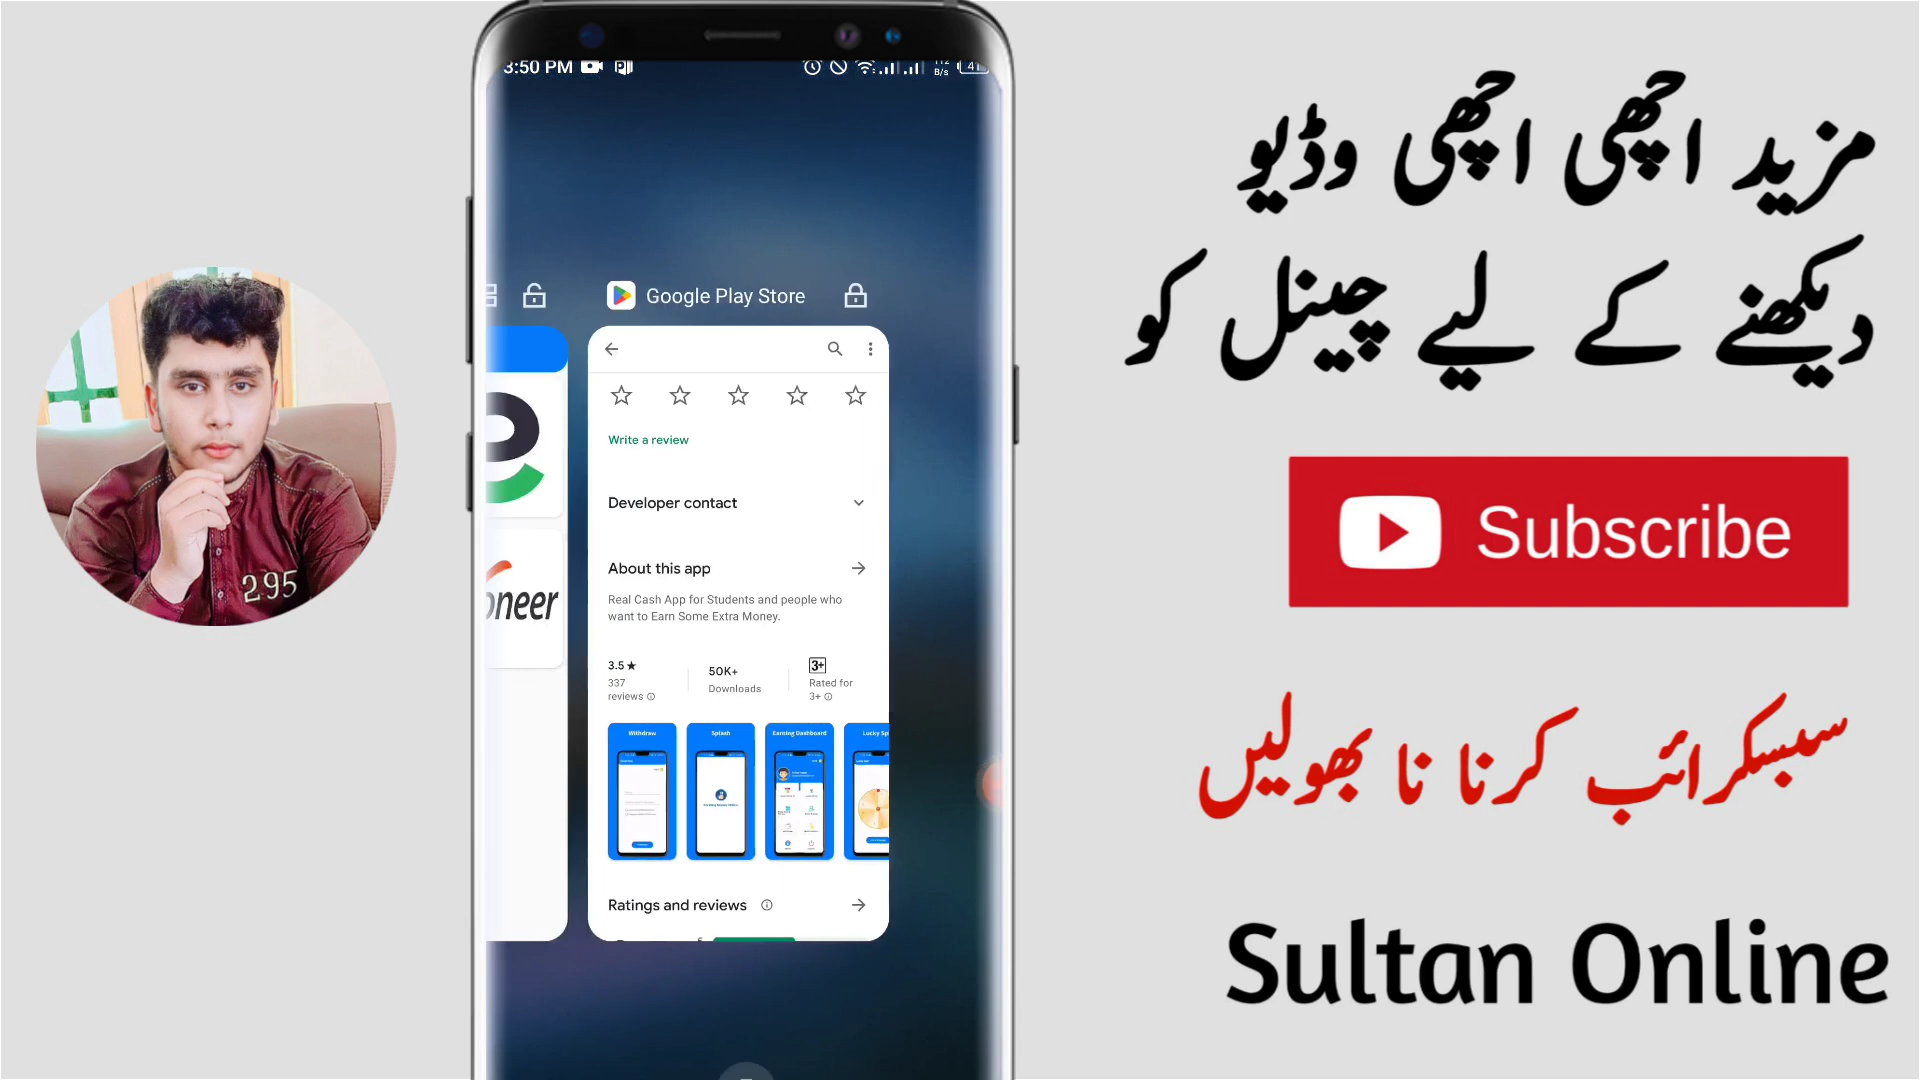 3:50 PM
Google Play Store
Write a review
Developer contact
About this app
Real Cash App for Students and people who
want to Earn Some Extra Money.
3.5★
337
reviews
50K+
Downloads
3+
Rated for
3+
Withdraw
Splash
Earning Dashboard
Lucky Sp
Ratings and reviews
oneer
295
مزید اچھی اچھی وڈیو
دیکھنے کے لیے چینل کو
Subscribe
سبسکرائب کرنا نا بھولیں
Sultan Online